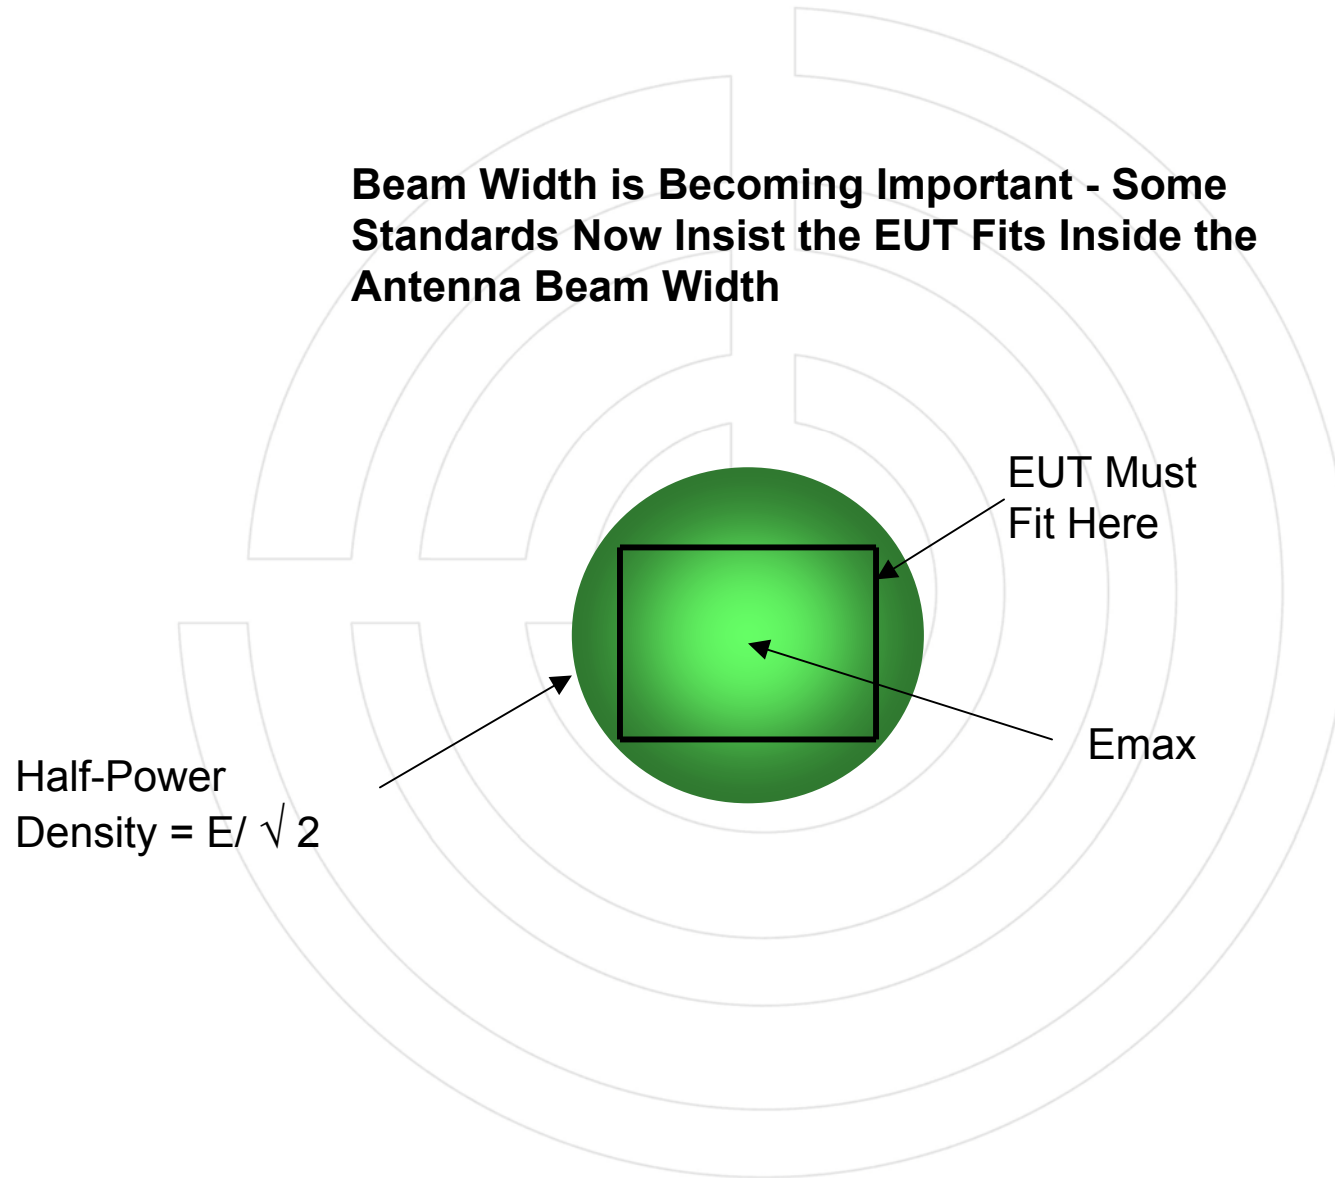 Beam Width is Becoming Important - Some
Standards Now Insist the EUT Fits Inside the
Antenna Beam Width
EUT Must
Fit Here
Emax
Half-Power
Density = E/ √ 2